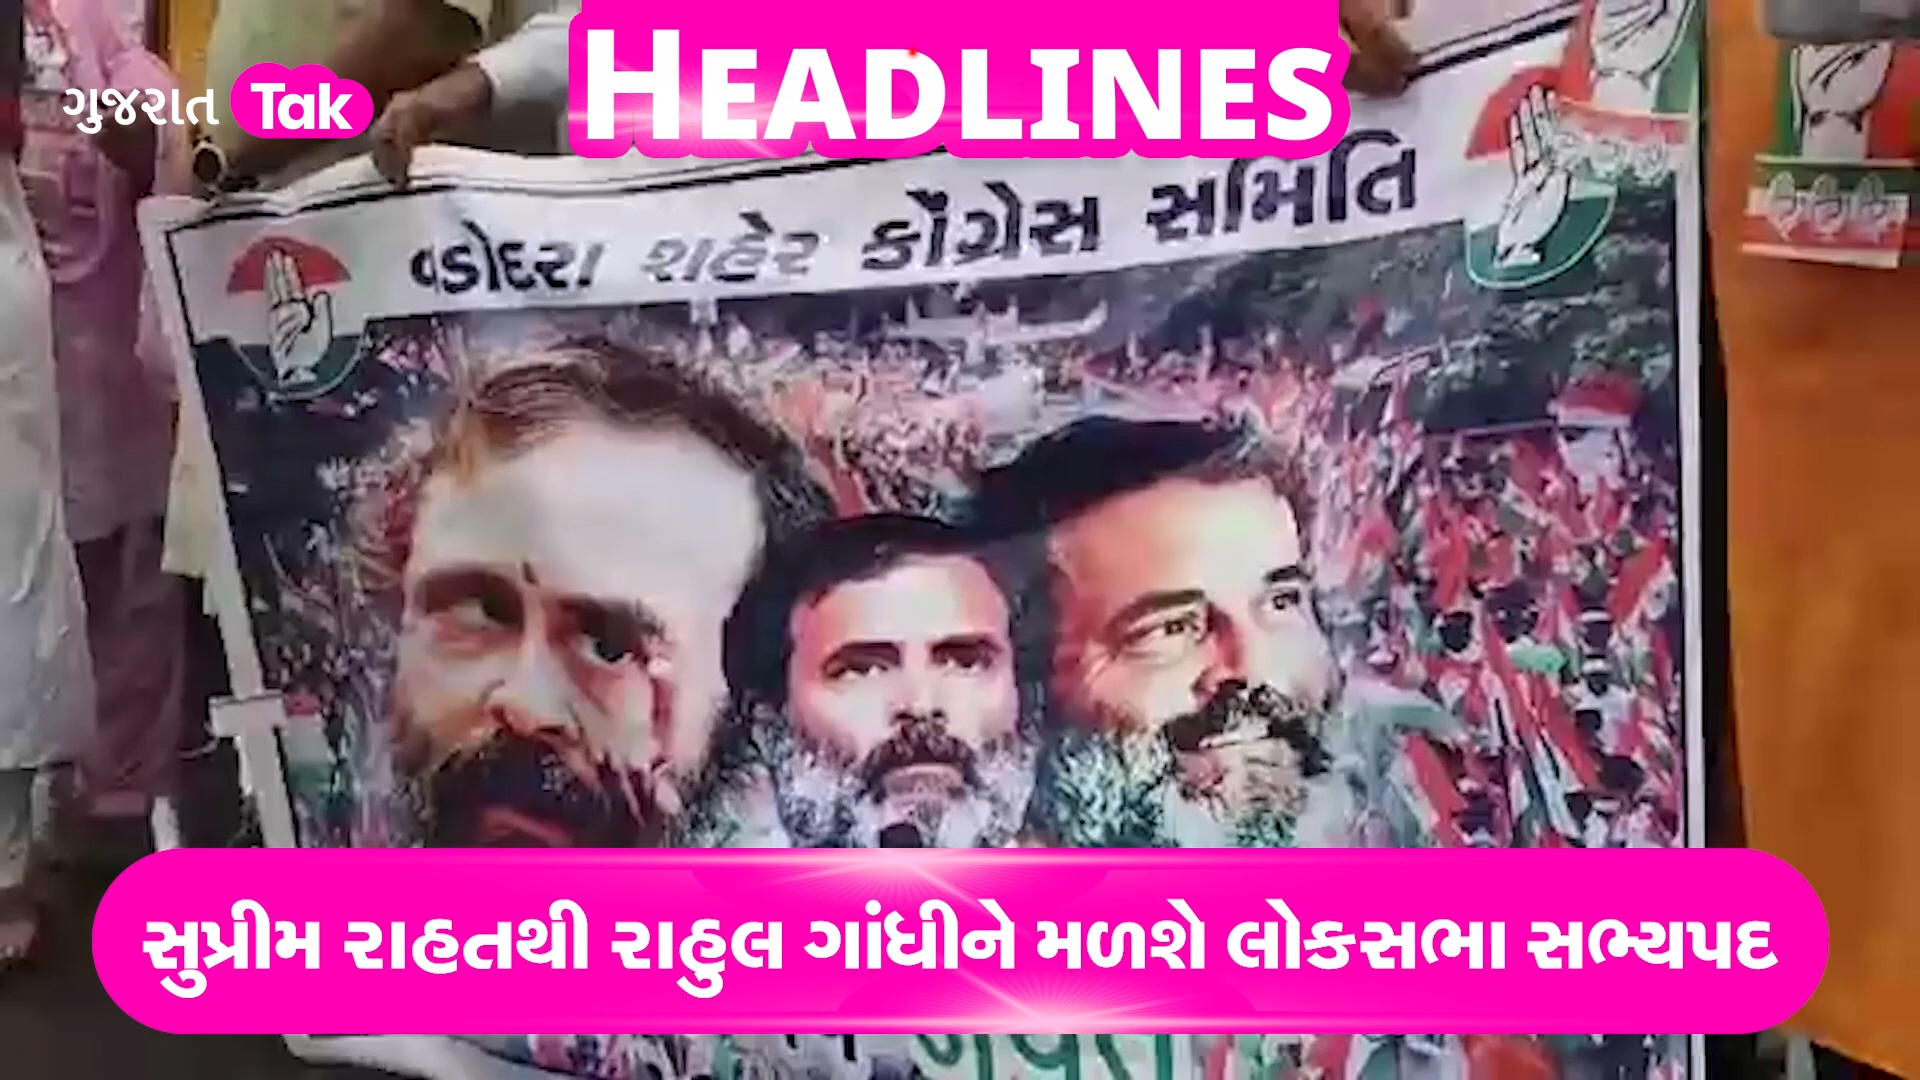 HEADLINES
ગુજરાત Tak
વડોદરા શહેર કોંગ્રેસ સમિતિ
સુપ્રીમ રાહતથી રાહુલ ગાંધીને મળશે લોકસભા સભ્યપદ